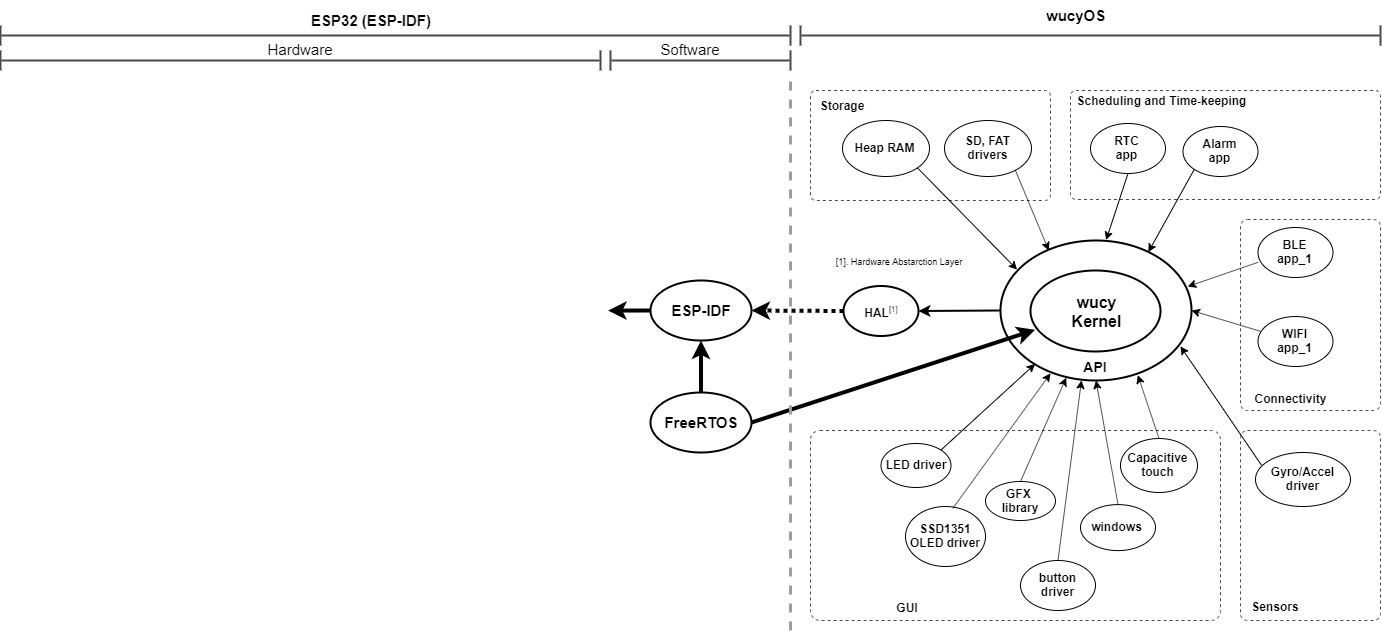 ESP32 (ESP-IDF)
wucyOS
Hardware
Software
Storage
Heap RAM
SD, FAT
drivers
Scheduling and Time-keeping
RTC
app
Alarm
app
BLE
app_1
WIFI
app_1
Connectivity
[1]. Hardware Abstarction Layer
ESP-IDF
HAL[1]
wucy
Kernel
API
FreeRTOS
LED driver
SSD1351
OLED driver
GFX
library
button
driver
windows
Capacitive
touch
GUI
Gyro/Accel
driver
Sensors